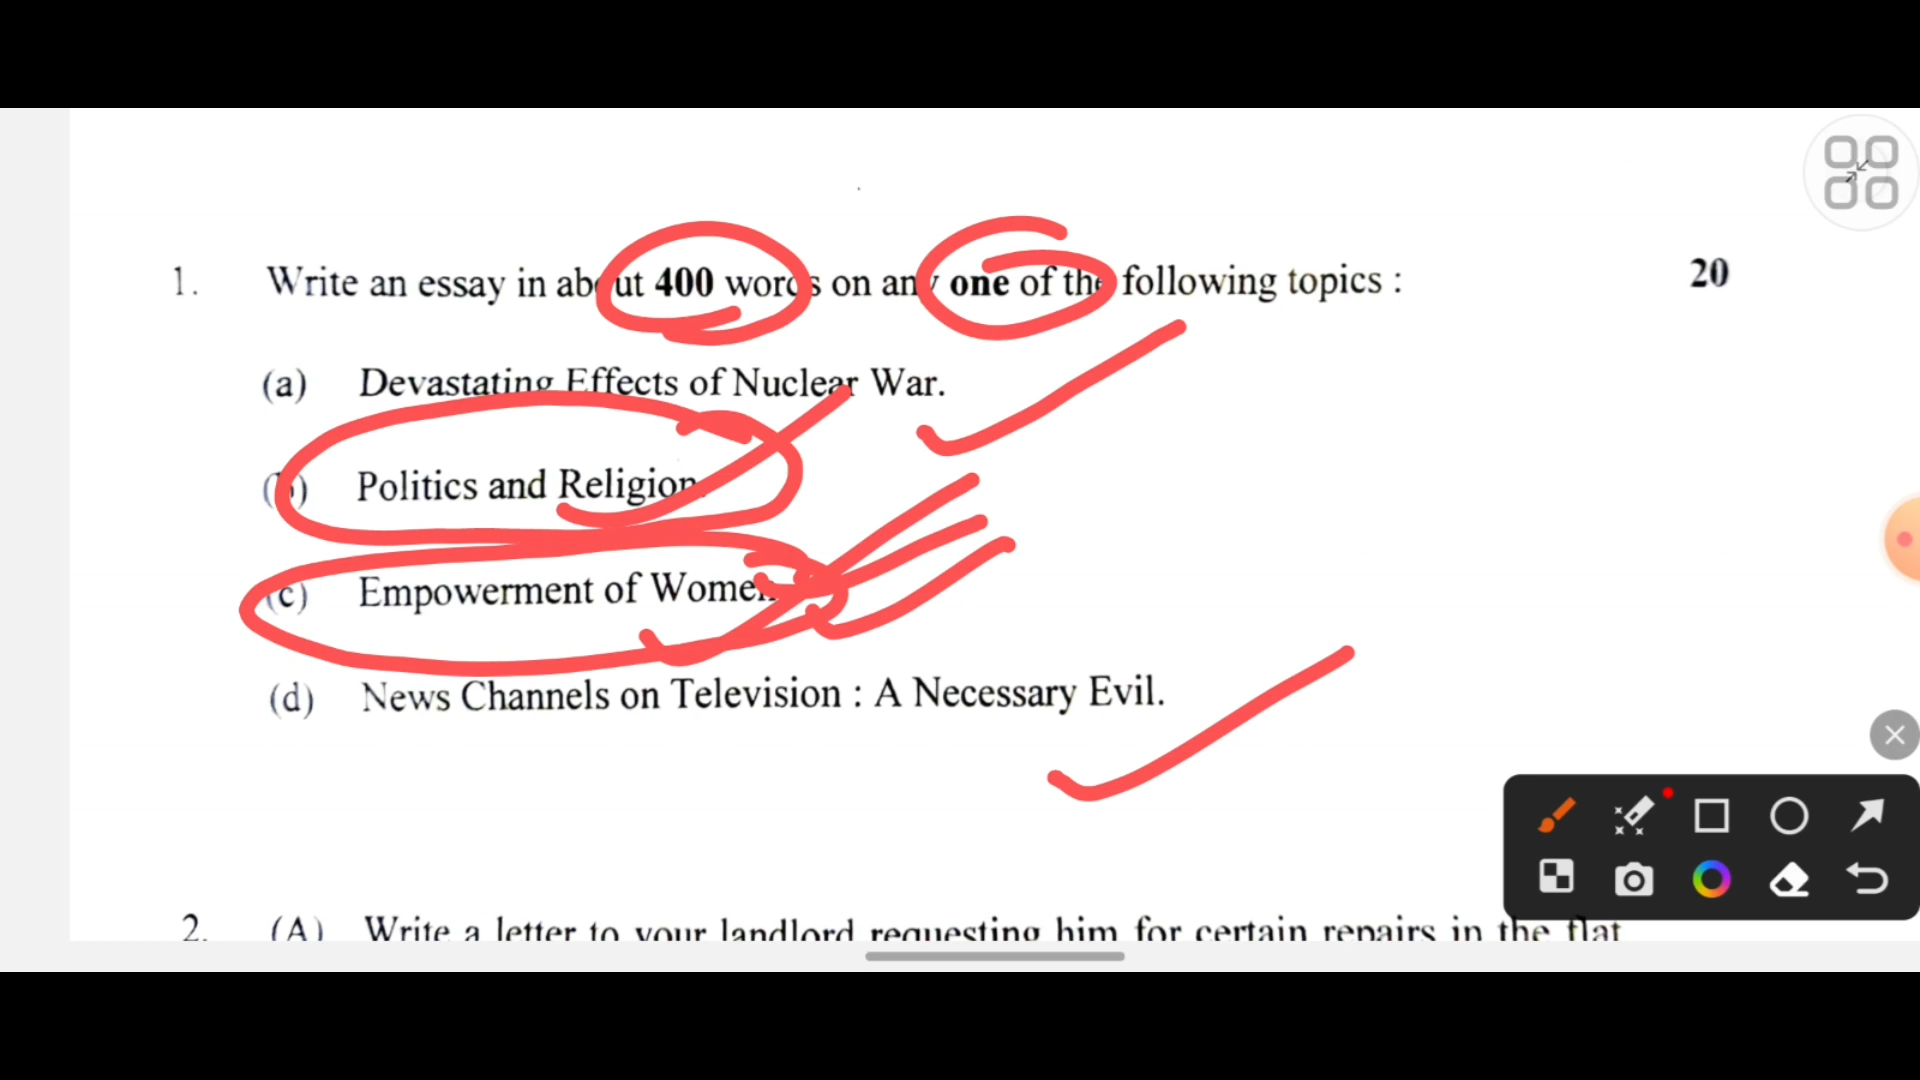 1. Write an essay in about 400 words on any one of the following topics : 20
(a) Devastating Effects of Nuclear War.
(b) Politics and Religion
(c) Empowerment of Women
(d) News Channels on Television : A Necessary Evil.
2. (A) Write a letter to your landlord requesting him for certain repairs in the flat